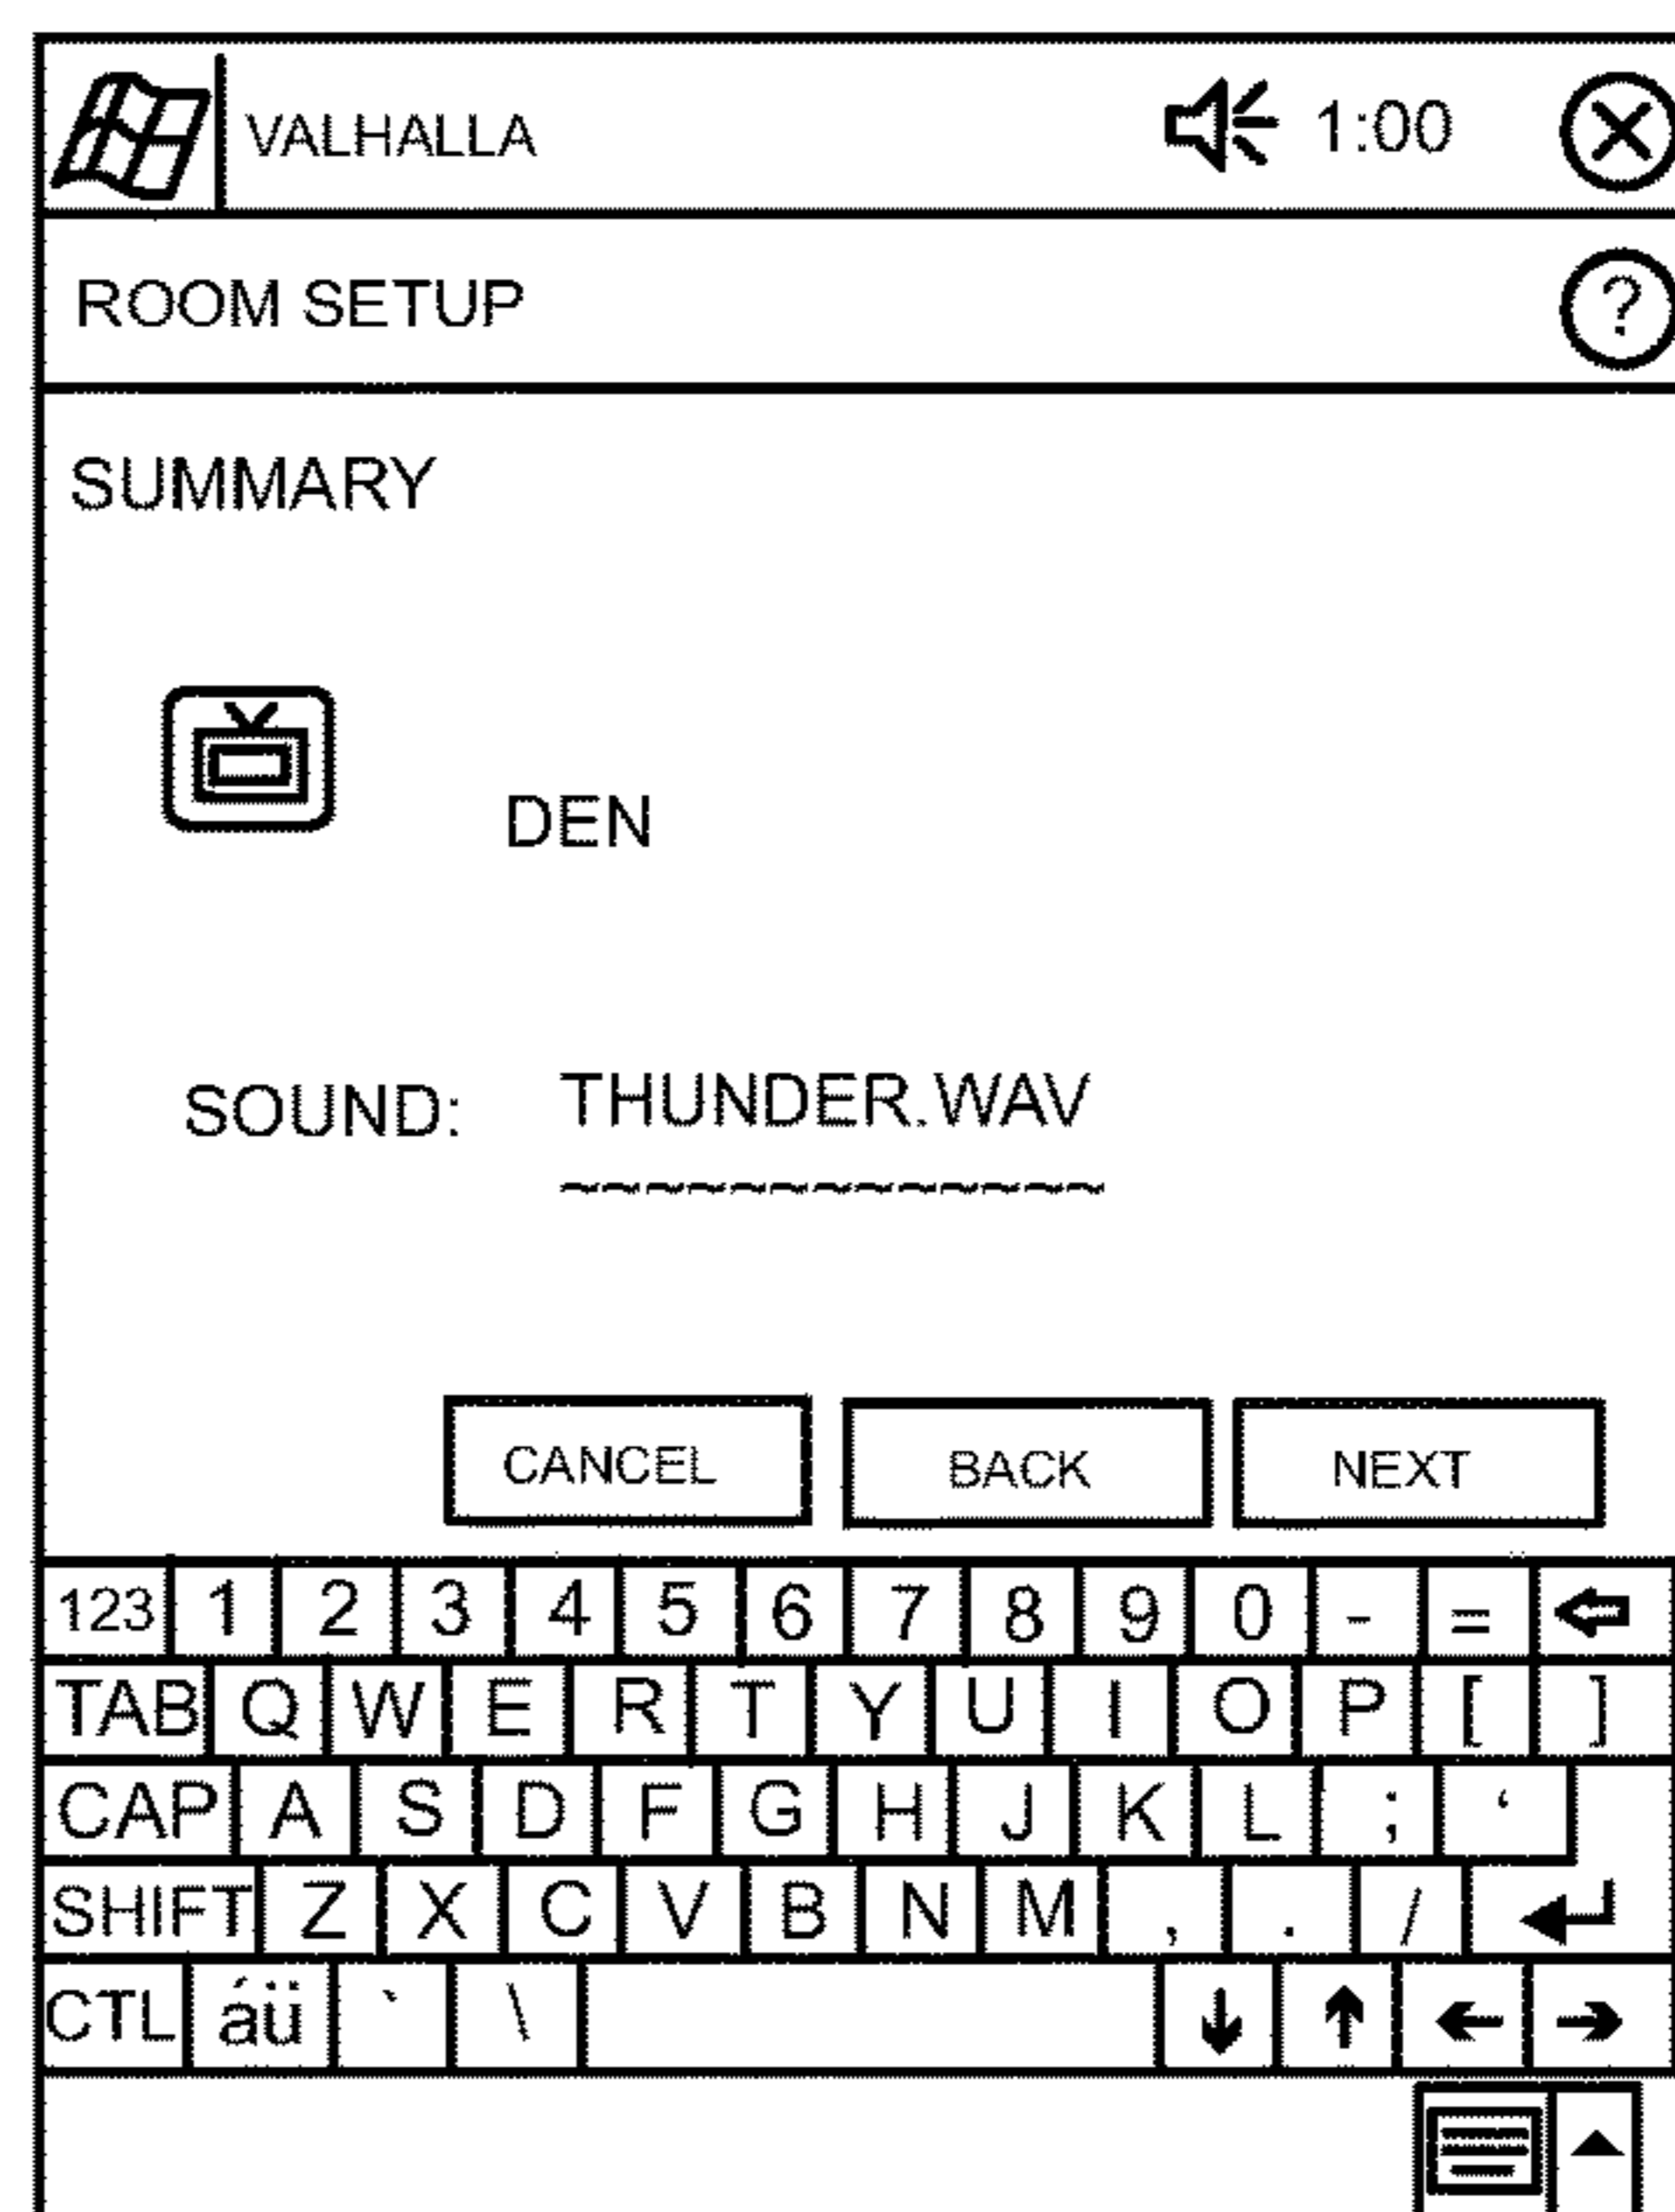 VALHALLA 1:00
ROOM SETUP ?
SUMMARY
DEN
SOUND: THUNDER.WAV
CANCEL BACK NEXT
123 1 2 3 4 5 6 7 8 9 0 - =
TAB Q W E R T Y U I O P [ ]
CAP A S D F G H J K L ; ‘
SHIFT Z X C V B N M , . /
CTL áü ` \